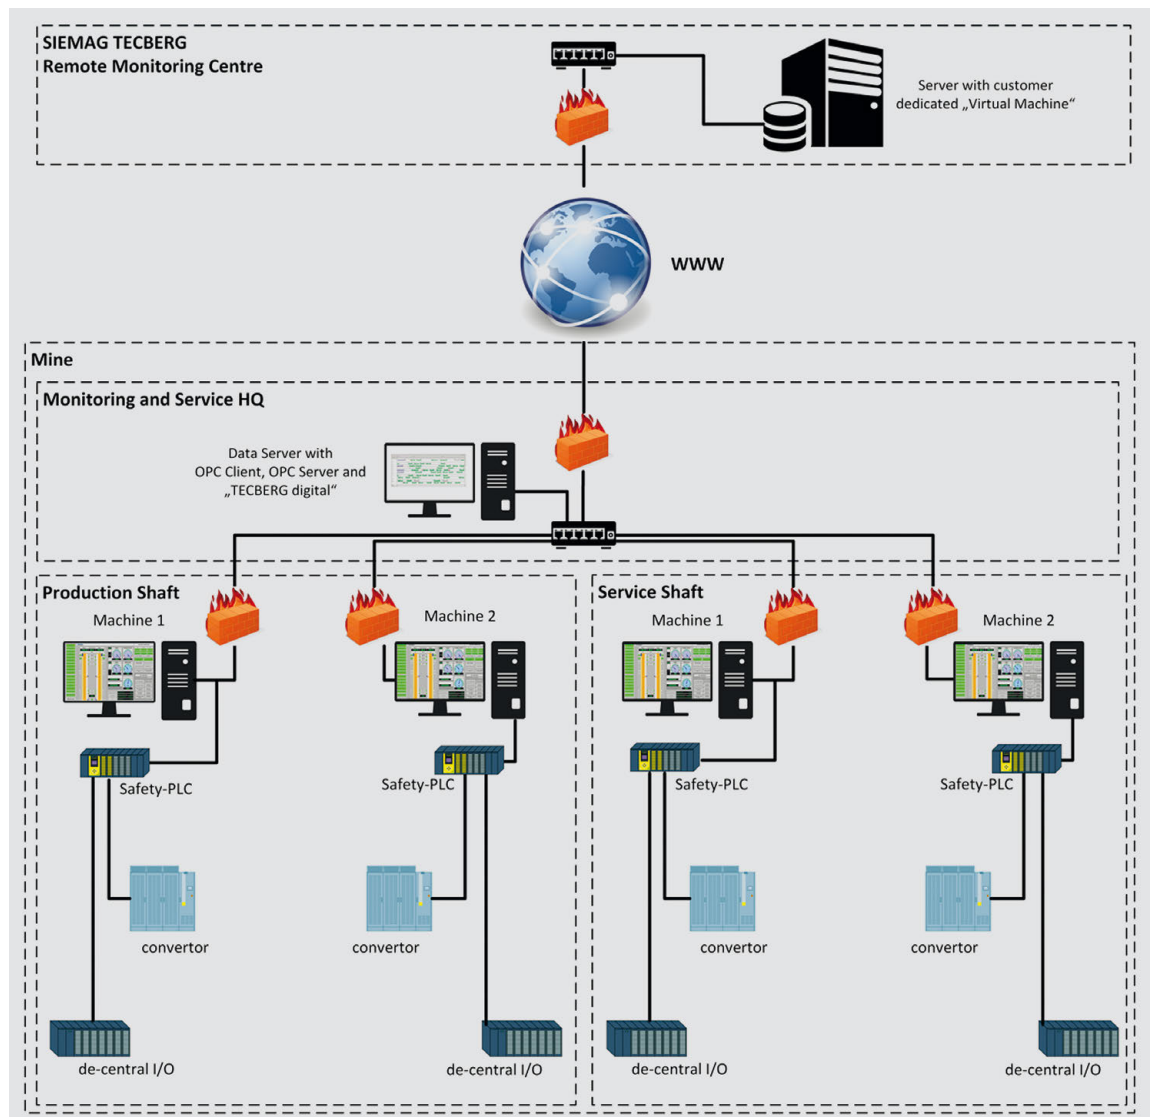 SIEMAG TECBERG
Remote Monitoring Centre
Server with customer
dedicated „Virtual Machine“
WWW
Mine
Monitoring and Service HQ
Data Server with
OPC Client, OPC Server and
„TECBERG digital“
Production Shaft
Machine 1
Machine 2
Safety-PLC
Safety-PLC
convertor
convertor
de-central I/O
de-central I/O
Service Shaft
Machine 1
Machine 2
Safety-PLC
Safety-PLC
convertor
convertor
de-central I/O
de-central I/O